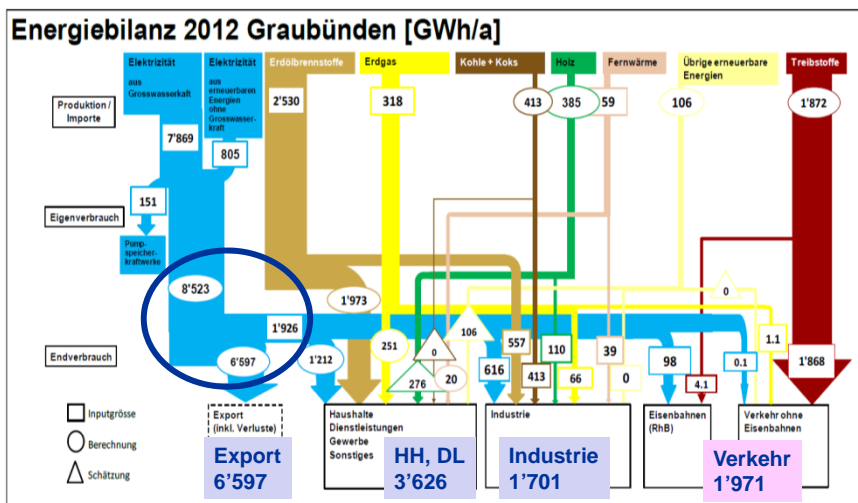 Energiebilanz 2012 Graubünden [GWh/a]
Elektrizität
aus
Grosswasserkaft
Elektrizität
aus
erneuerbaren
Energien
ohne
Grosswasser-
kraft
Erdölbrennstoffe
Erdgas
Kohle + Koks
Holz
Fernwärme
Übrige erneuerbare
Energien
Treibstoffe
Produktion /
Importe
7’869
805
2’530
318
413
385
59
106
1’872
Eigenverbrauch
151
Pump-
speicher-
kraftwerke
8’523
1’926
1’973
0
Endverbrauch
6’597
1’212
251
0
276
20
106
616
557
413
110
66
39
0
98
4.1
0.1
1.1
1’868
Inputgrösse
Berechnung
Schätzung
Export
(inkl. Verluste)
Haushalte
Dienstleistungen
Gewerbe
Sonstiges
Industrie
Eisenbahnen
(RhB)
Verkehr ohne
Eisenbahnen
Export
6’597
HH, DL
3’626
Industrie
1’701
Verkehr
1’971